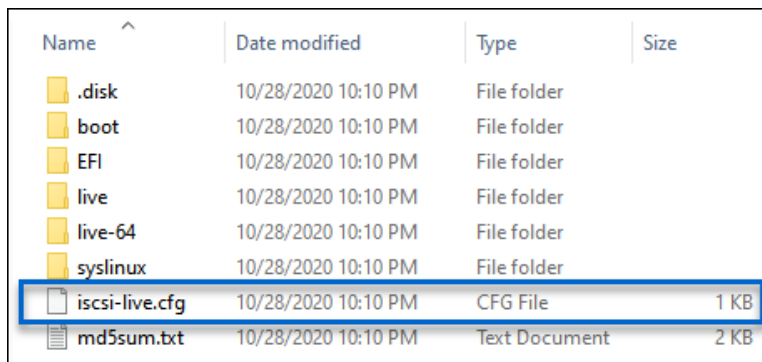 Name Date modified Type Size
.disk 10/28/2020 10:10 PM File folder
boot 10/28/2020 10:10 PM File folder
EFI 10/28/2020 10:10 PM File folder
live 10/28/2020 10:10 PM File folder
live-64 10/28/2020 10:10 PM File folder
syslinux 10/28/2020 10:10 PM File folder
iscsi-live.cfg 10/28/2020 10:10 PM CFG File 1 KB
md5sum.txt 10/28/2020 10:10 PM Text Document 2 KB